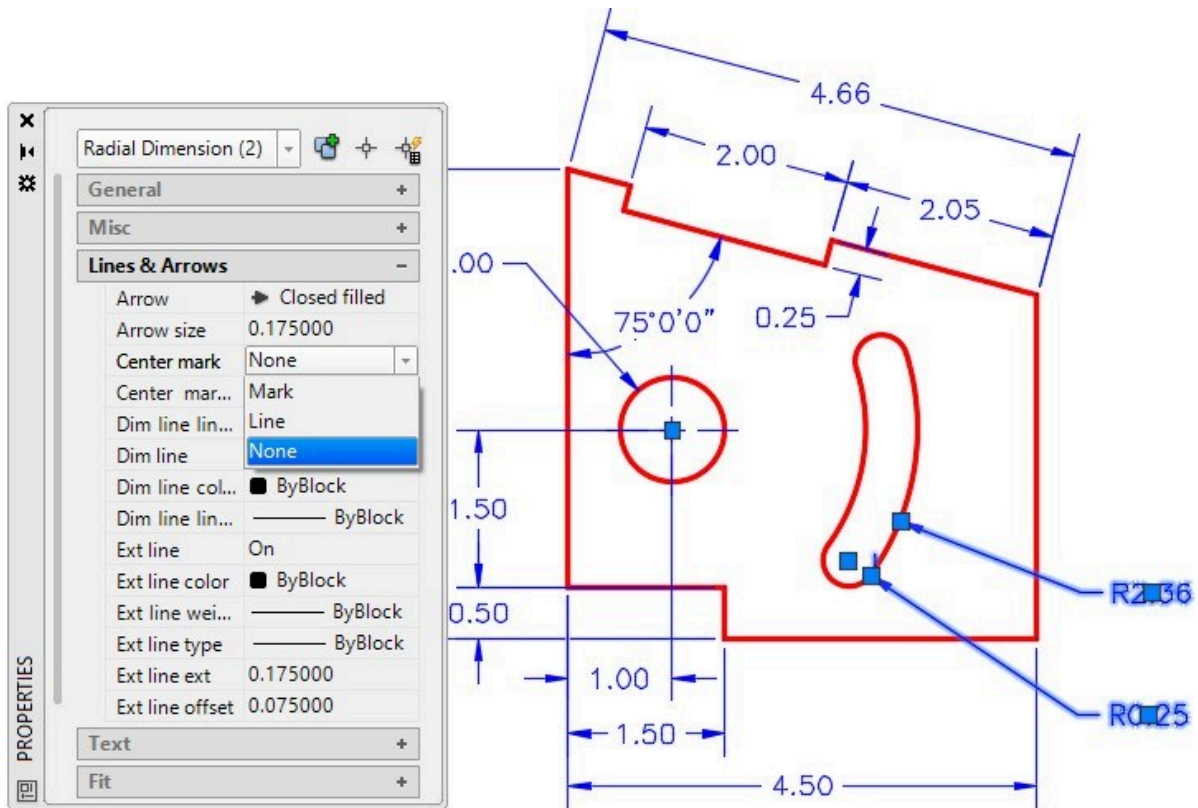 Radial Dimension (2)
General
Misc
Lines & Arrows
Arrow Closed filled
Arrow size 0.175000
Center mark None
Center mar... Mark
Dim line lin... Line
Dim line None
Dim line col... ByBlock
Dim line lin... ByBlock
Ext line On
Ext line color ByBlock
Ext line wei... ByBlock
Ext line type ByBlock
Ext line ext 0.175000
Ext line offset 0.075000
Text
Fit
PROPERTIES
4.66
2.00
2.05
.00
75°0'0"
0.25
1.50
0.50
R2.36
R0.25
1.00
1.50
4.50